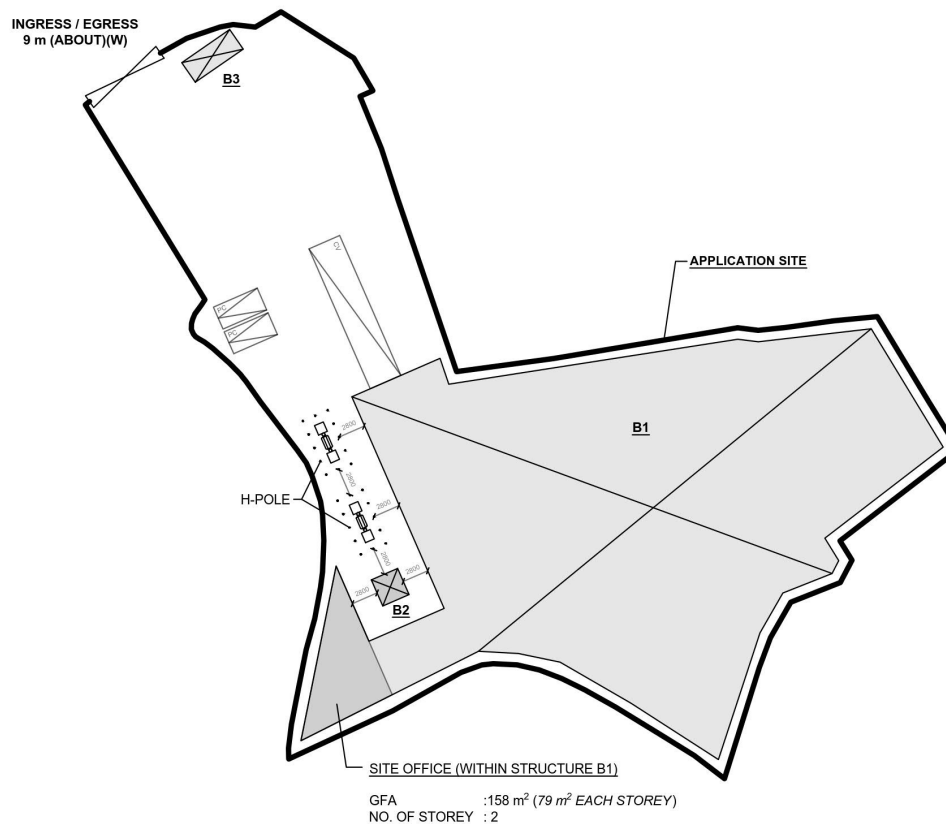 INGRESS / EGRESS
9 m (ABOUT)(W)
B3
CV
APPLICATION SITE
PC
PC
B1
2800
2800
H-POLE
2800
2800
2800
2800
B2
SITE OFFICE (WITHIN STRUCTURE B1)
GFA :158 m² (79 m² EACH STOREY)
NO. OF STOREY : 2